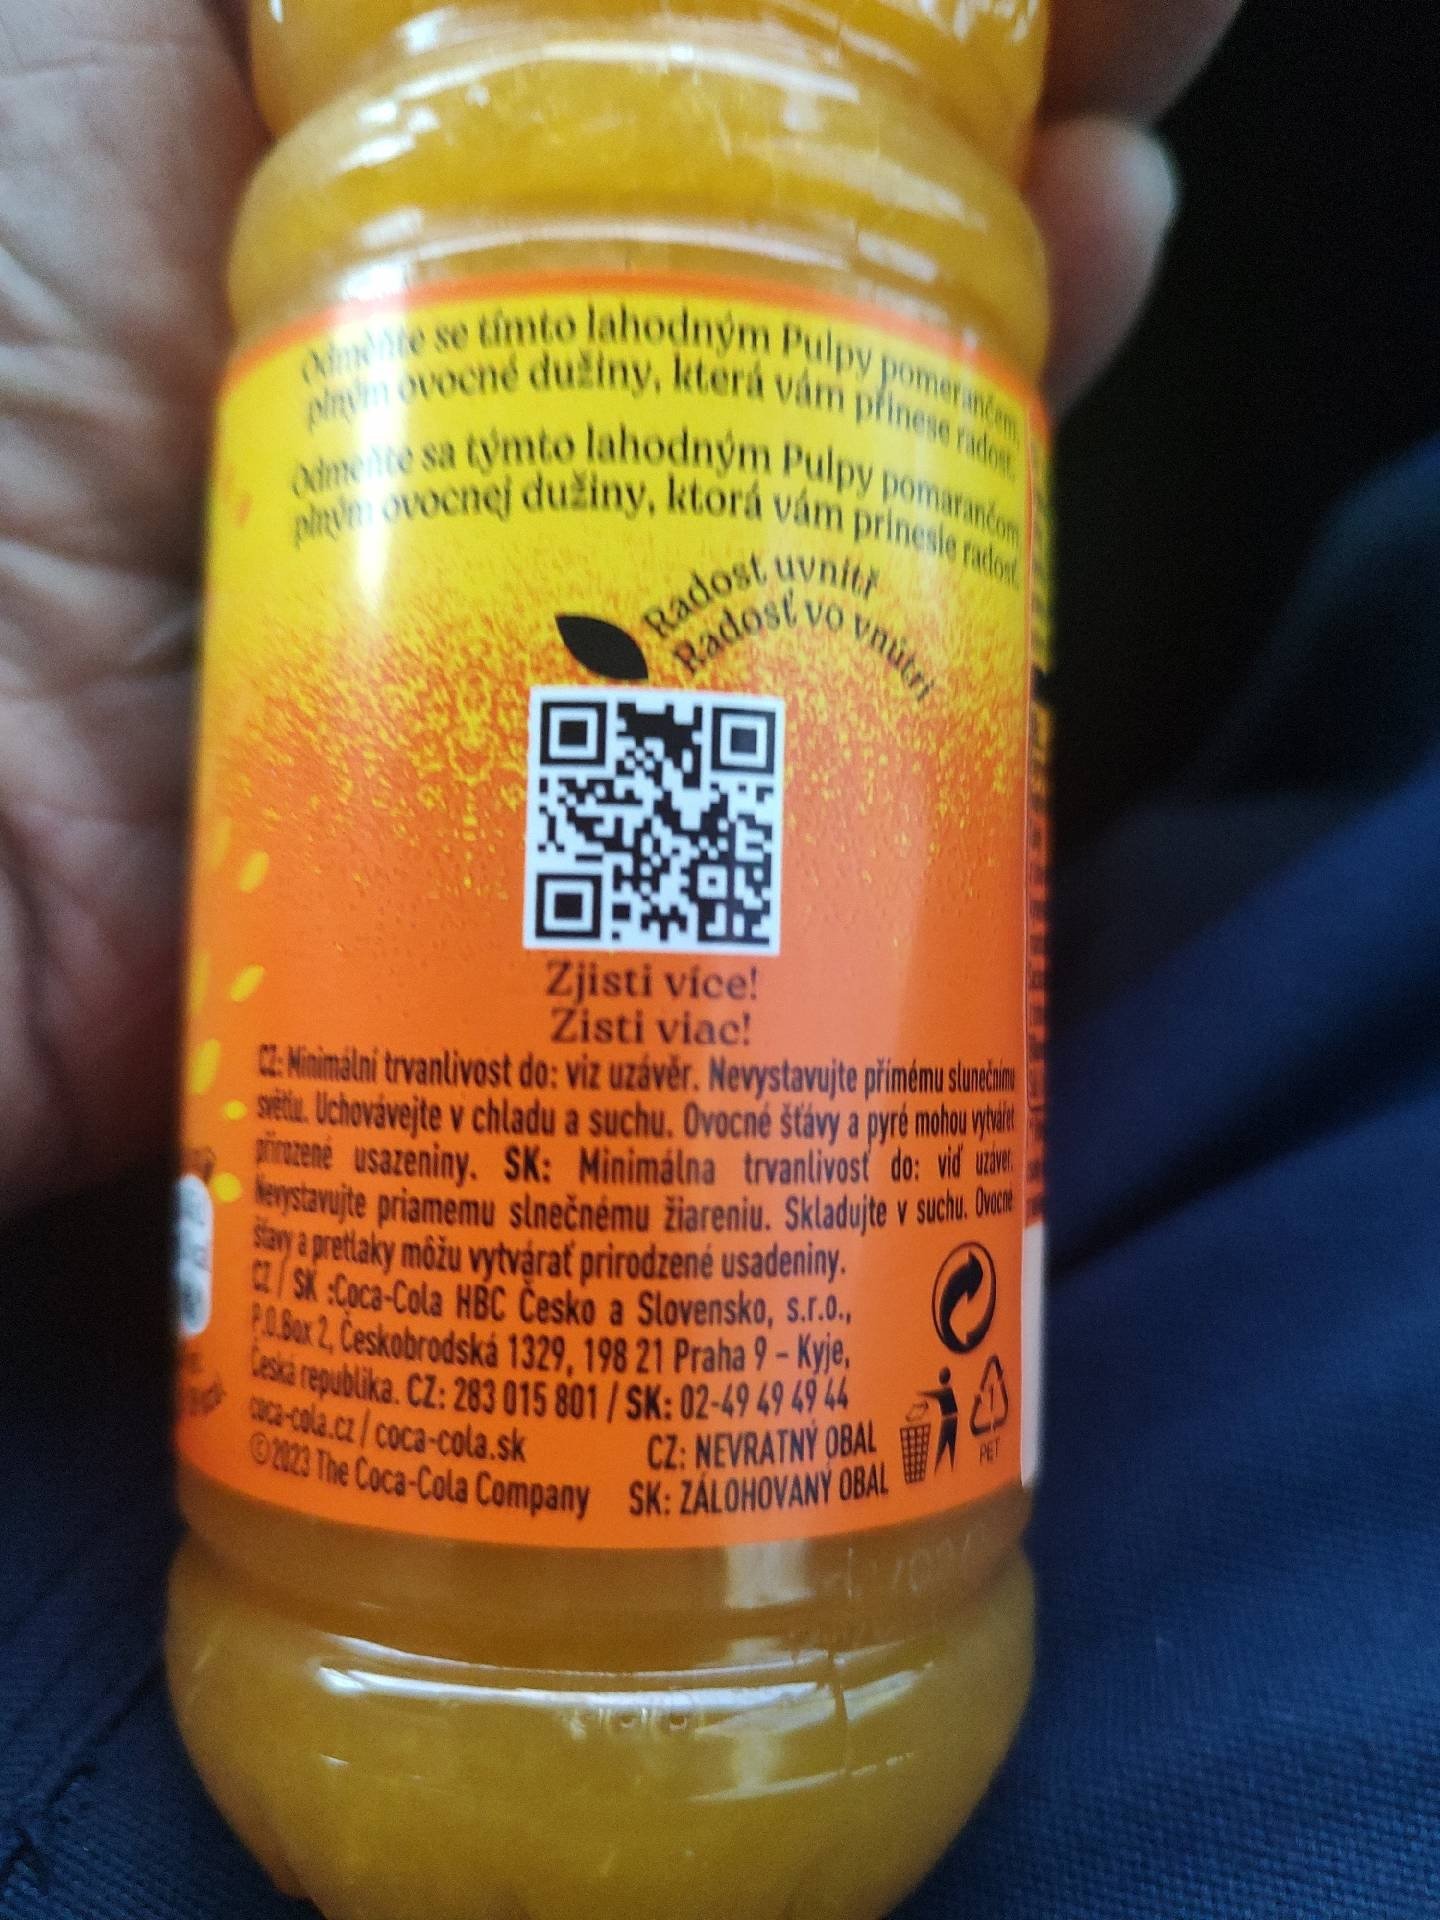 Odměňte se tímto lahodným Pulpy pomerančem,
plným ovocné dužiny, která vám přinese radost.
Odmeňte sa týmto lahodným Pulpy pomarančom
plným ovocnej dužiny, ktorá vám prinesie radosť.
Radost uvnitř
Radosť vo vnútri
Zjisti více!
Zisti viac!
CZ: Minimální trvanlivost do: viz uzávěr. Nevystavujte přímému slunečnímu
světlu. Uchovávejte v chladu a suchu. Ovocné šťávy a pyré mohou vytvářet
přirozené usazeniny. SK: Minimálna trvanlivosť do: viď uzáver.
Nevystavujte priamemu slnečnému žiareniu. Skladujte v suchu. Ovocné
šťavy a pretlaky môžu vytvárať prirodzené usadeniny.
CZ / SK :Coca-Cola HBC Česko a Slovensko, s.r.o.,
P.O.Box 2, Českobrodská 1329, 198 21 Praha 9 – Kyje,
Česká republika. CZ: 283 015 801 / SK: 02-49 49 49 44
coca-cola.cz / coca-cola.sk
©2023 The Coca-Cola Company
CZ: NEVRATNÝ OBAL
SK: ZÁLOHOVANÝ OBAL
1
PET